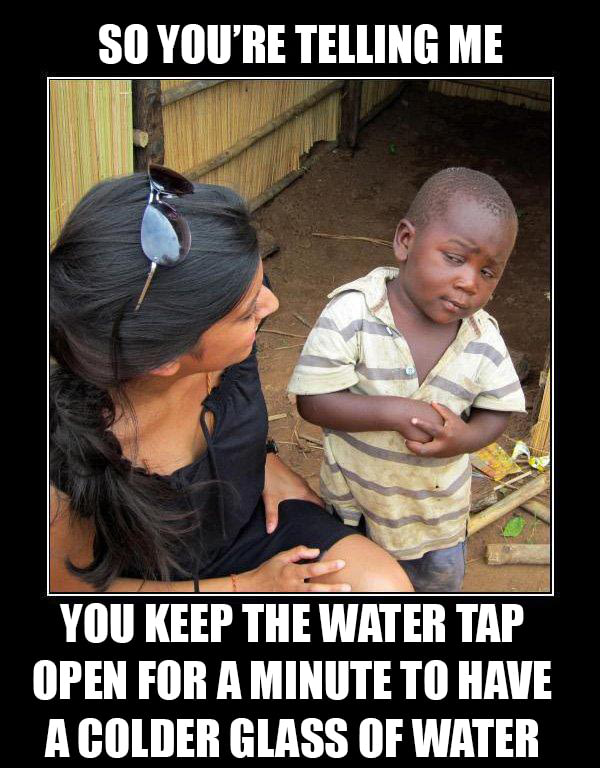 SO YOU'RE TELLING ME
YOU KEEP THE WATER TAP
OPEN FOR A MINUTE TO HAVE
A COLDER GLASS OF WATER